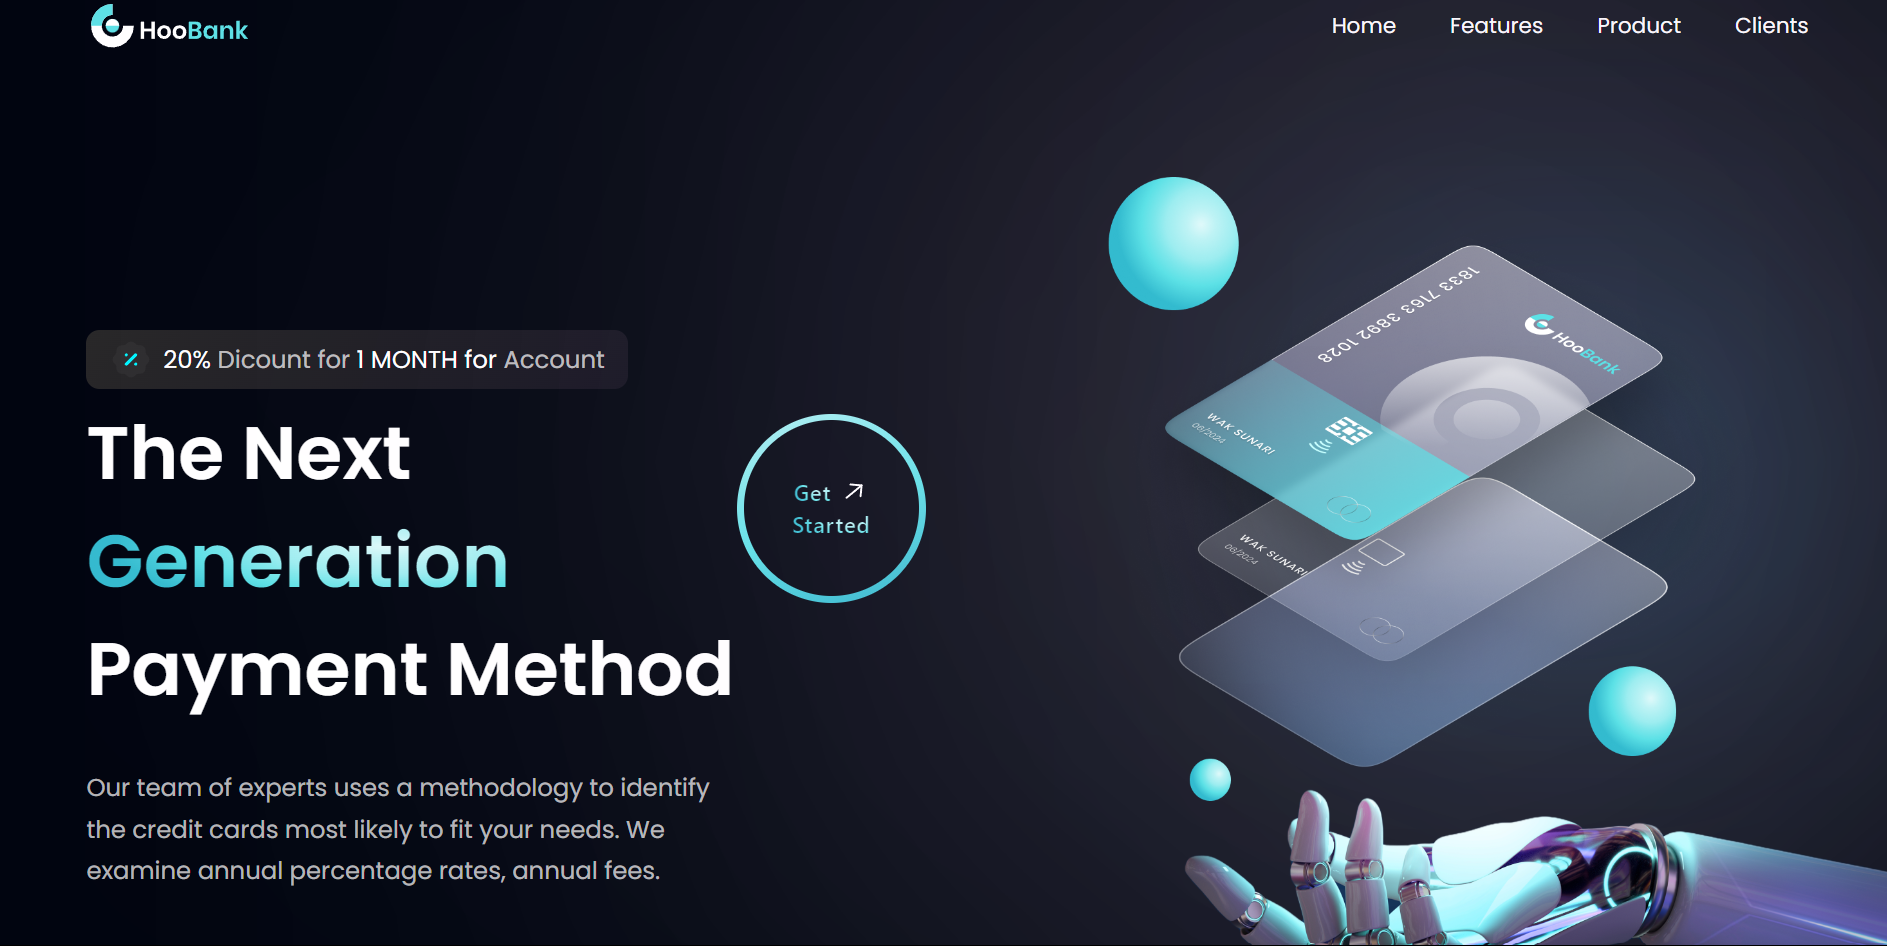 HooBank
Home Features Product Clients
20% Dicount for 1 MONTH for Account
The Next
Generation
Payment Method
Get
Started
Our team of experts uses a methodology to identify
the credit cards most likely to fit your needs. We
examine annual percentage rates, annual fees.
1833 7163 3892 1028
HooBank
WAK SUNARI
08/2024
WAK SUNARI
08/2024